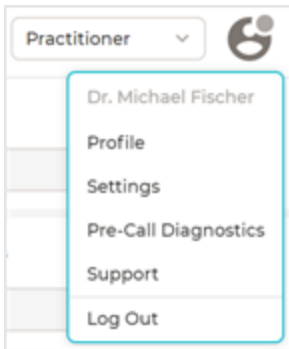 Practitioner
Dr. Michael Fischer
Profile
Settings
Pre-Call Diagnostics
Support
Log Out